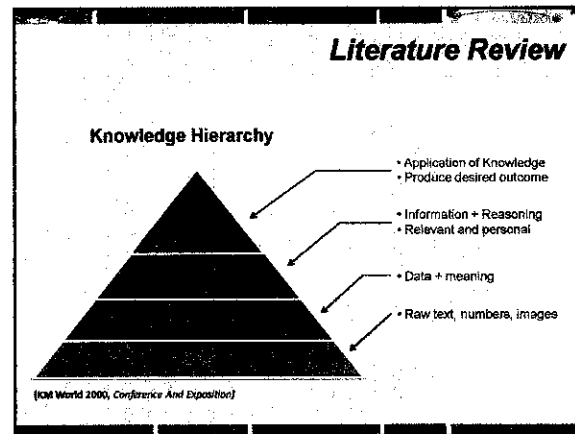 Literature Review
Knowledge Hierarchy
• Application of Knowledge
• Produce desired outcome
• Information + Reasoning
• Relevant and personal
• Data + meaning
• Raw text, numbers, images
[KM World 2000, Conference And Exposition]